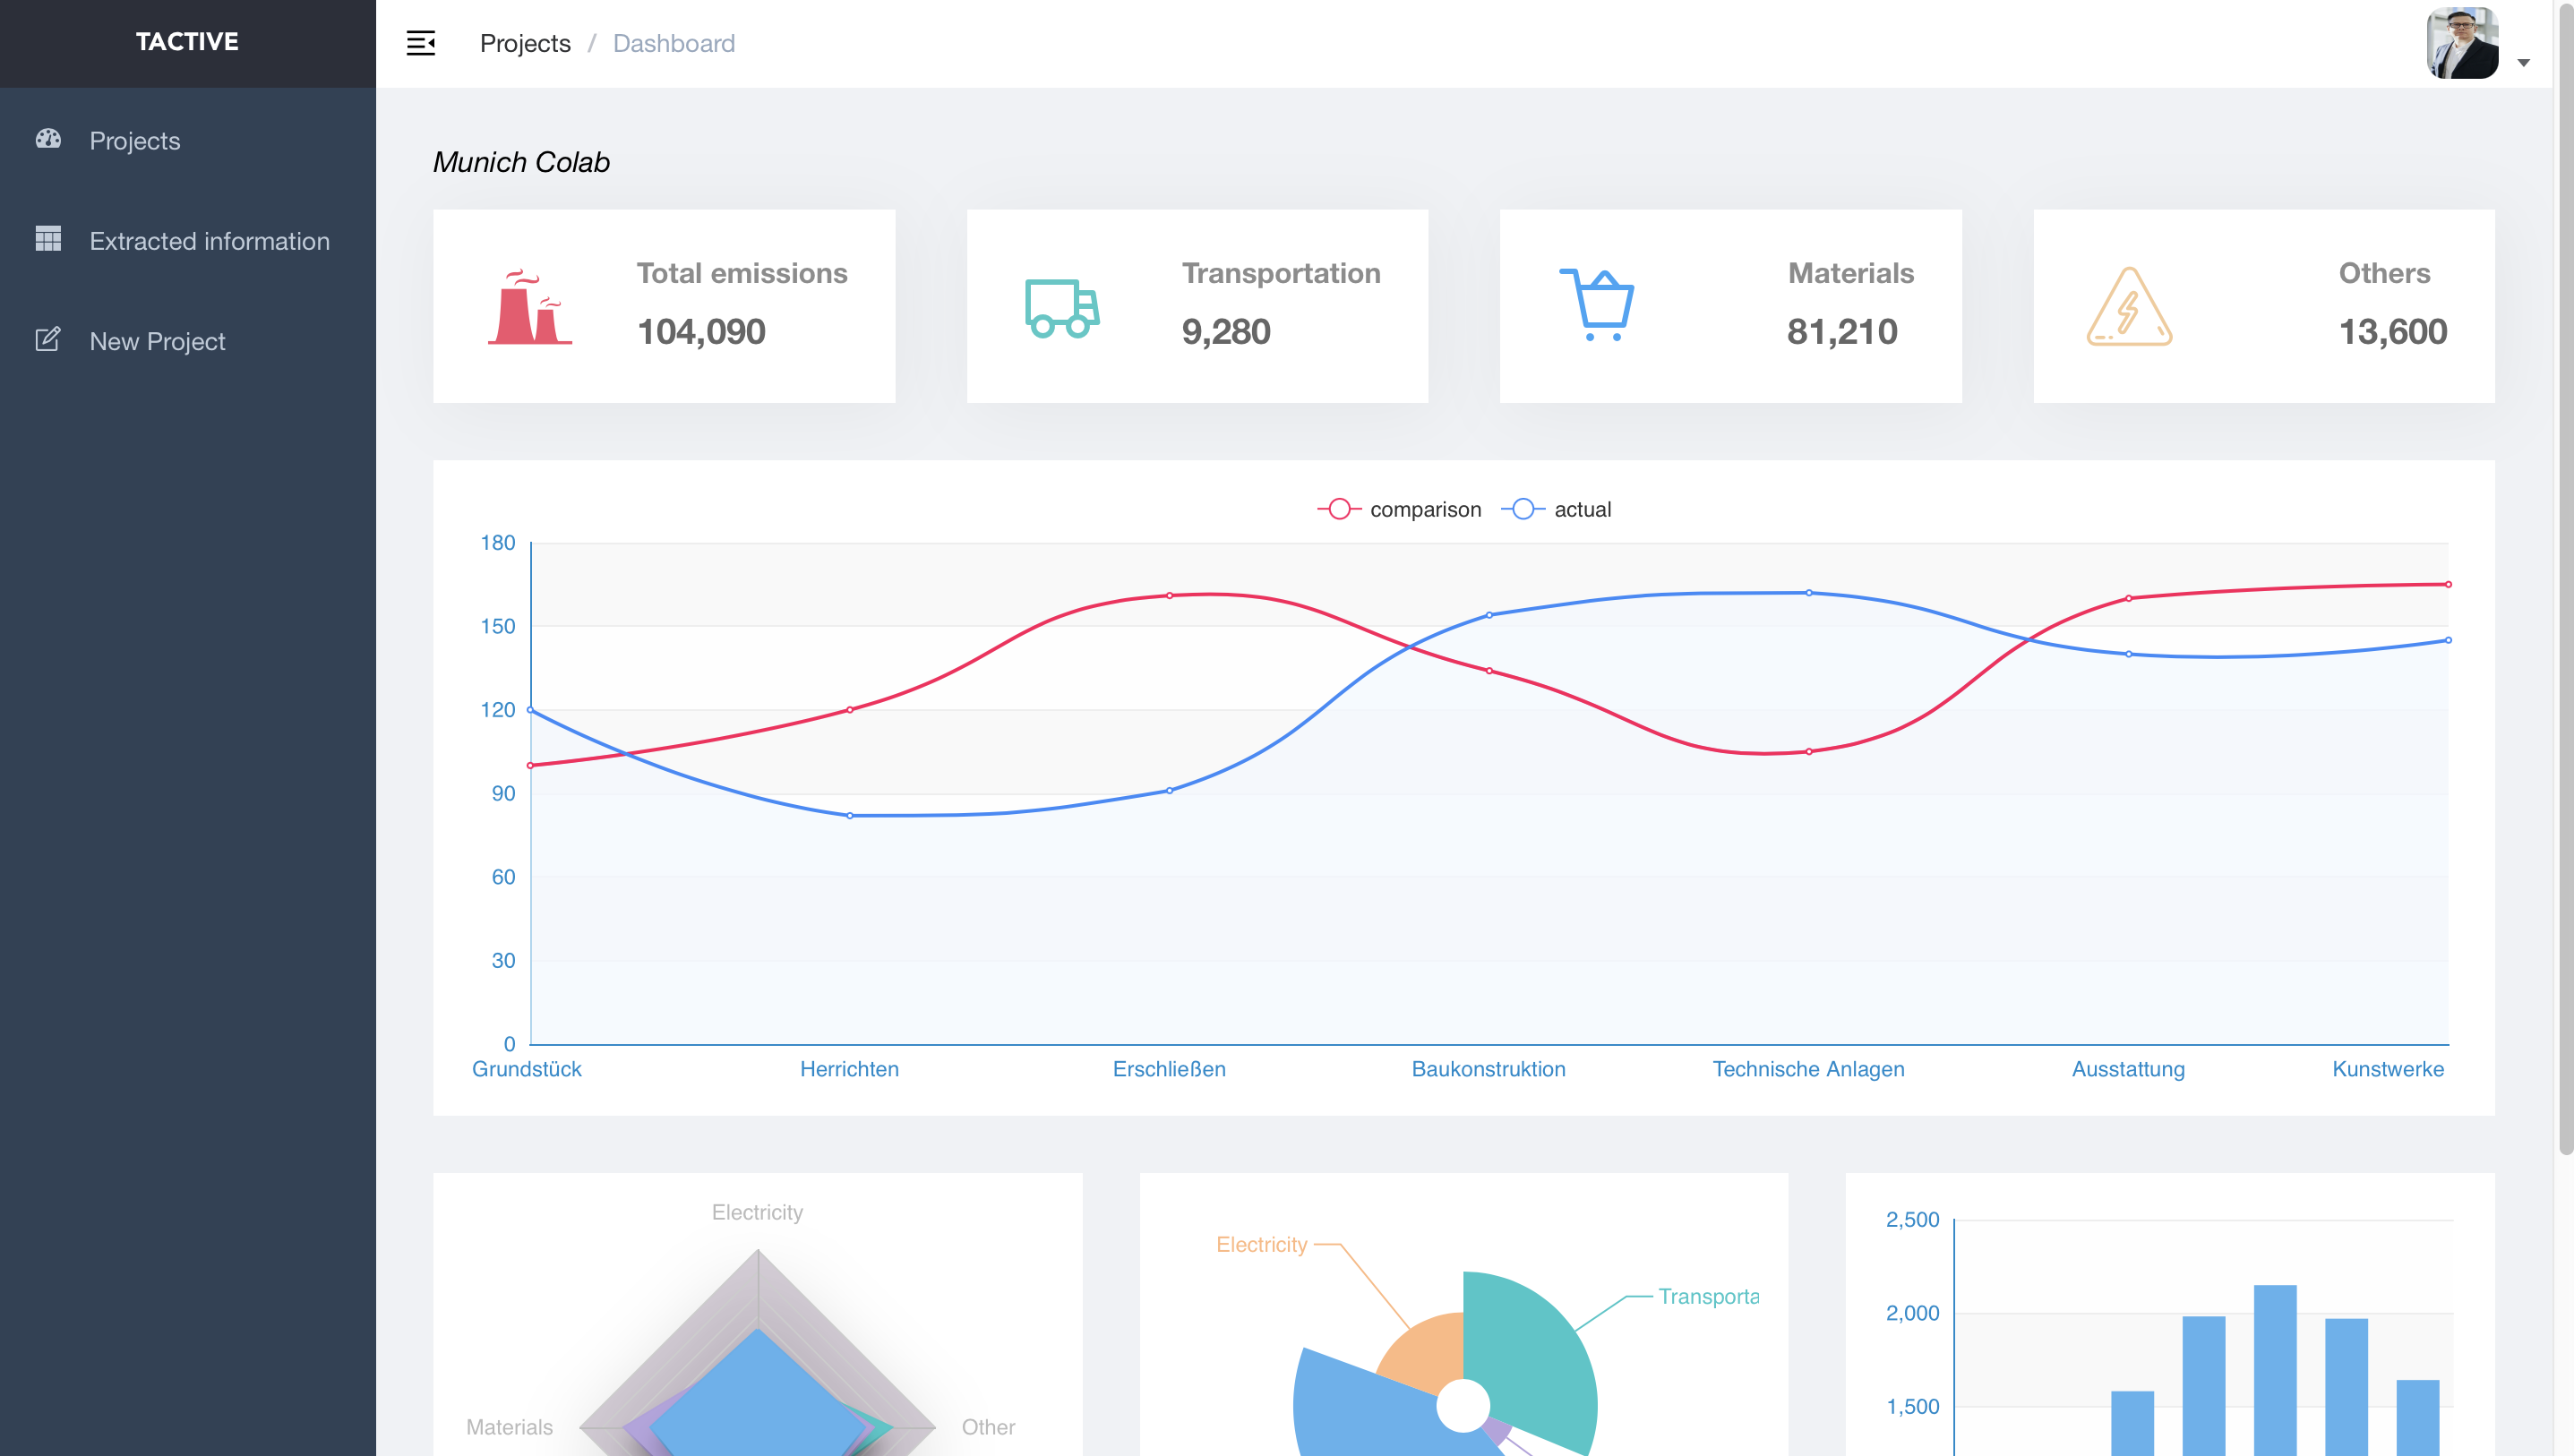 TACTIVE
Projects / Dashboard
Projects
Extracted information
New Project
Munich Colab
Total emissions
104,090
Transportation
9,280
Materials
81,210
Others
13,600
comparison actual
180
150
120
90
60
30
0
Grundstück Herrichten Erschließen Baukonstruktion Technische Anlagen Ausstattung Kunstwerke
Electricity
Materials Other
Electricity
Transporta
2,500
2,000
1,500